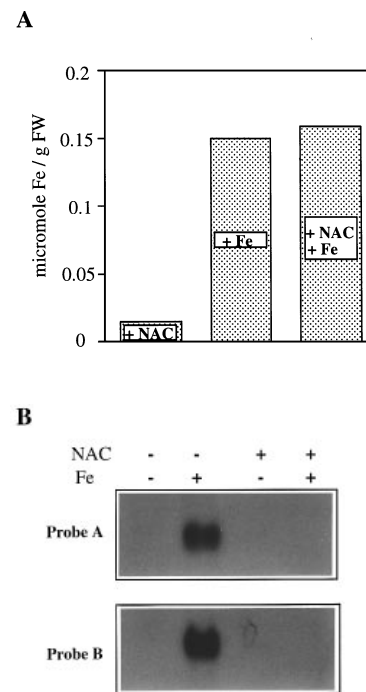 A
micromole Fe / g FW
0.2
0.15
0.1
0.05
0
+ NAC
+ Fe
+ NAC
+ Fe
B
NAC - - + +
Fe - + - +
Probe A
Probe B